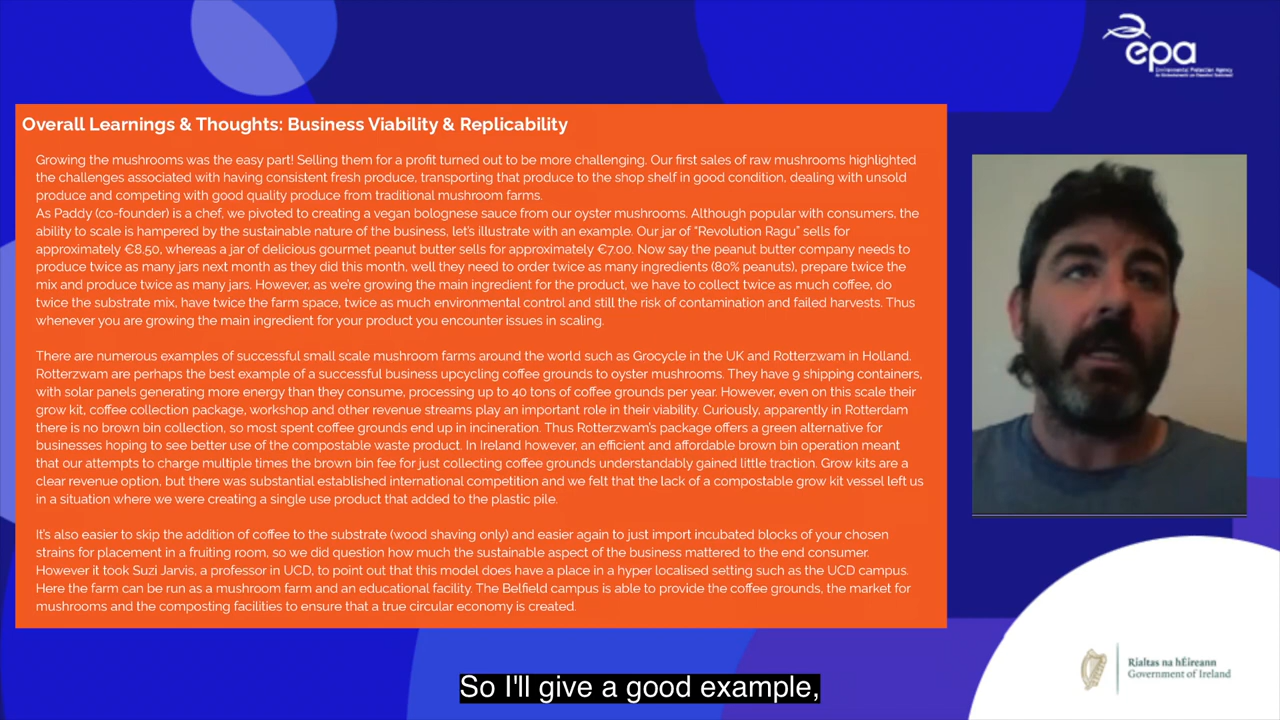 epa
Environmental Protection Agency
Overall Learnings & Thoughts: Business Viability & Replicability
Growing the mushrooms was the easy part! Selling them for a profit turned out to be more challenging. Our first sales of raw mushrooms highlighted
the challenges associated with having consistent fresh produce, transporting that produce to the shop shelf in good condition, dealing with unsold
produce and competing with good quality produce from traditional mushroom farms.
As Paddy (co-founder) is a chef, we pivoted to creating a vegan bolognese sauce from our oyster mushrooms. Although popular with consumers, the
ability to scale is hampered by the sustainable nature of the business, let's illustrate with an example. Our jar of "Revolution Ragu" sells for
approximately €8.50, whereas a jar of delicious gourmet peanut butter sells for approximately €7.00. Now say the peanut butter company needs to
produce twice as many jars next month as they did this month, well they need to order twice as many ingredients (80% peanuts), prepare twice the
mix and produce twice as many jars. However, as we're growing the main ingredient for the product, we have to collect twice as much coffee, do
twice the substrate mix, have twice the farm space, twice as much environmental control and still the risk of contamination and failed harvests. Thus
whenever you are growing the main ingredient for your product you encounter issues in scaling.
There are numerous examples of successful small scale mushroom farms around the world such as Grocycle in the UK and Rotterzwam in Holland.
Rotterzwam are perhaps the best example of a successful business upcycling coffee grounds to oyster mushrooms. They have 9 shipping containers,
with solar panels generating more energy than they consume, processing up to 40 tons of coffee grounds per year. However, even on this scale their
grow kit, coffee collection package, workshop and other revenue streams play an important role in their viability. Curiously, apparently in Rotterdam
there is no brown bin collection, so most spent coffee grounds end up in incineration. Thus Rotterzwam's package offers a green alternative for
businesses hoping to see better use of the compostable waste product. In Ireland however, an efficient and affordable brown bin operation meant
that our attempts to charge multiple times the brown bin fee for just collecting coffee grounds understandably gained little traction. Grow kits are a
clear revenue option, but there was substantial established international competition and we felt that the lack of a compostable grow kit vessel left us
in a situation where we were creating a single use product that added to the plastic pile.
It's also easier to skip the addition of coffee to the substrate (wood shaving only) and easier again to just import incubated blocks of your chosen
strains for placement in a fruiting room, so we did question how much the sustainable aspect of the business mattered to the end consumer.
However it took Suzi Jarvis, a professor in UCD, to point out that this model does have a place in a hyper localised setting such as the UCD campus.
Here the farm can be run as a mushroom farm and an educational facility. The Belfield campus is able to provide the coffee grounds, the market for
mushrooms and the composting facilities to ensure that a true circular economy is created.
Rialtas na hÉireann
Government of Ireland
So I'll give a good example,